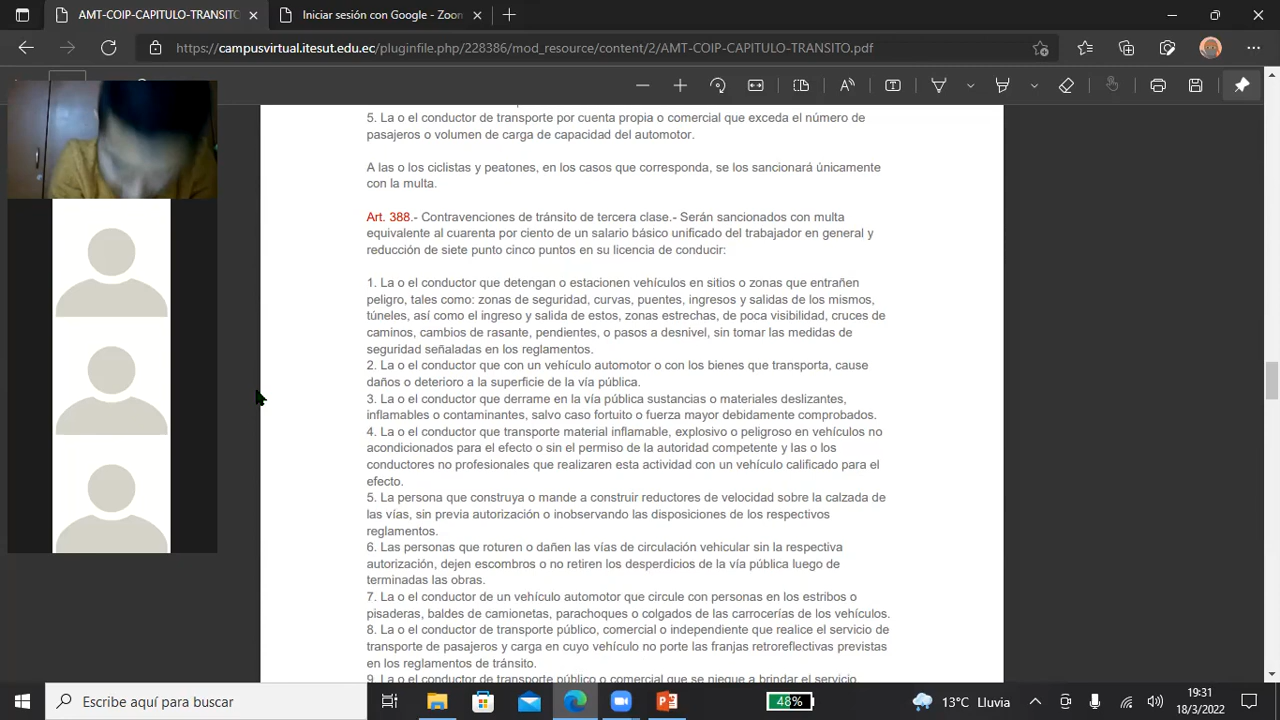 AMT-COIP-CAPITULO-TRANSITO
Iniciar sesión con Google - Zoom
https://campusvirtual.itesut.edu.ec/pluginfile.php/228386/mod_resource/content/2/AMT-COIP-CAPITULO-TRANSITO.pdf
5. La o el conductor de transporte por cuenta propia o comercial que exceda el número de
pasajeros o volumen de carga de capacidad del automotor.
A las o los ciclistas y peatones, en los casos que corresponda, se los sancionará únicamente
con la multa.
Art. 388.- Contravenciones de tránsito de tercera clase.- Serán sancionados con multa
equivalente al cuarenta por ciento de un salario básico unificado del trabajador en general y
reducción de siete punto cinco puntos en su licencia de conducir:
1. La o el conductor que detengan o estacionen vehículos en sitios o zonas que entrañen
peligro, tales como: zonas de seguridad, curvas, puentes, ingresos y salidas de los mismos,
túneles, así como el ingreso y salida de estos, zonas estrechas, de poca visibilidad, cruces de
caminos, cambios de rasante, pendientes, o pasos a desnivel, sin tomar las medidas de
seguridad señaladas en los reglamentos.
2. La o el conductor que con un vehículo automotor o con los bienes que transporta, cause
daños o deterioro a la superficie de la vía pública.
3. La o el conductor que derrame en la vía pública sustancias o materiales deslizantes,
inflamables o contaminantes, salvo caso fortuito o fuerza mayor debidamente comprobados.
4. La o el conductor que transporte material inflamable, explosivo o peligroso en vehículos no
acondicionados para el efecto o sin el permiso de la autoridad competente y las o los
conductores no profesionales que realizaren esta actividad con un vehículo calificado para el
efecto.
5. La persona que construya o mande a construir reductores de velocidad sobre la calzada de
las vías, sin previa autorización o inobservando las disposiciones de los respectivos
reglamentos.
6. Las personas que roturen o dañen las vías de circulación vehicular sin la respectiva
autorización, dejen escombros o no retiren los desperdicios de la vía pública luego de
terminadas las obras.
7. La o el conductor de un vehículo automotor que circule con personas en los estribos o
pisaderas, baldes de camionetas, parachoques o colgados de las carrocerías de los vehículos.
8. La o el conductor de transporte público, comercial o independiente que realice el servicio de
transporte de pasajeros y carga en cuyo vehículo no porte las franjas retroreflectivas previstas
en los reglamentos de tránsito.
9. La o el conductor de transporte público o comercial que se niegue a brindar el servicio.
Escribe aquí para buscar
48%
13°C Lluvia
19:31
18/3/2022